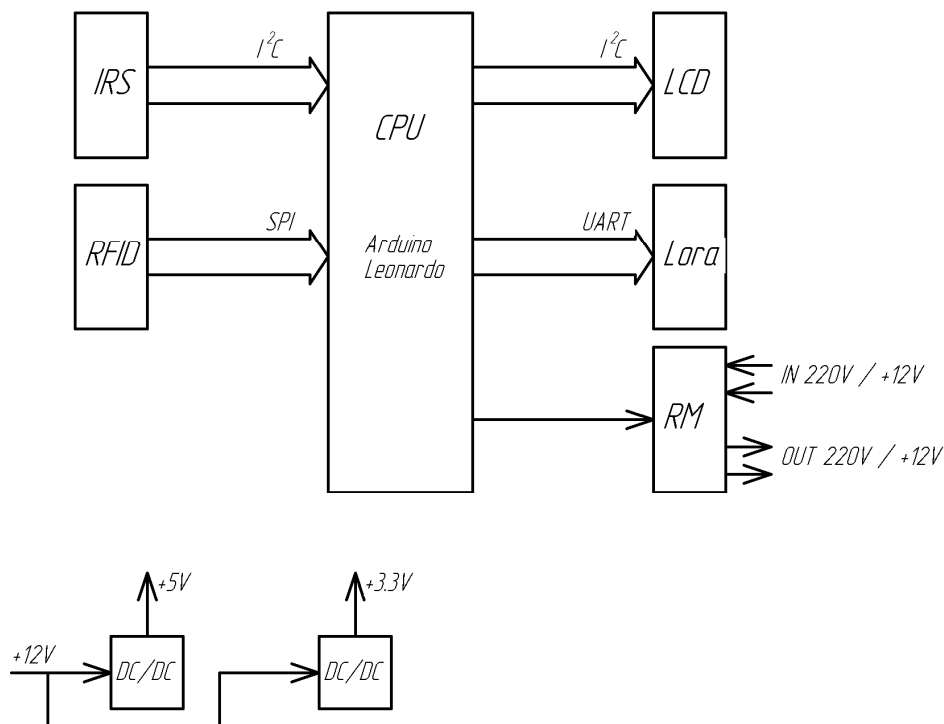 I²C
I²C
IRS
CPU
LCD
SPI
UART
RFID
Arduino
Leonardo
Lora
IN 220V / +12V
RM
OUT 220V / +12V
+5V
+3.3V
+12V
DC/DC
DC/DC